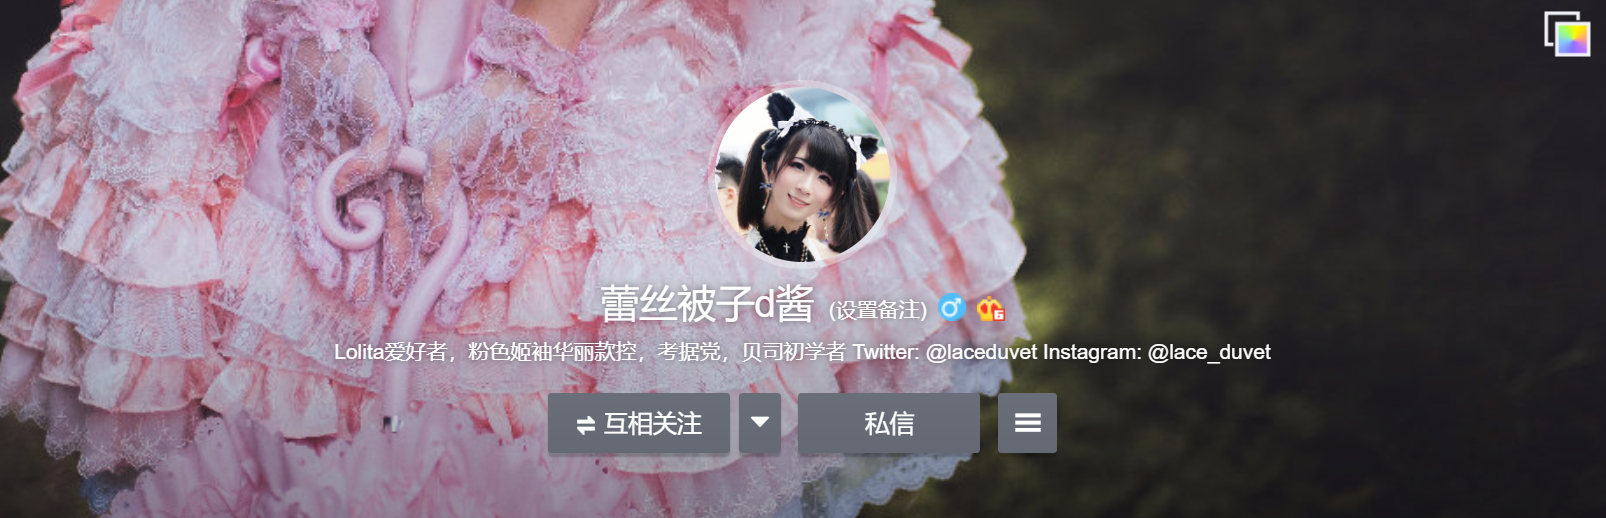 蕾丝被子d酱 (设置备注) 6
Lolita爱好者，粉色姬袖华丽款控，考据党，贝司初学者 Twitter: @laceduvet Instagram: @lace_duvet
互相关注 私信